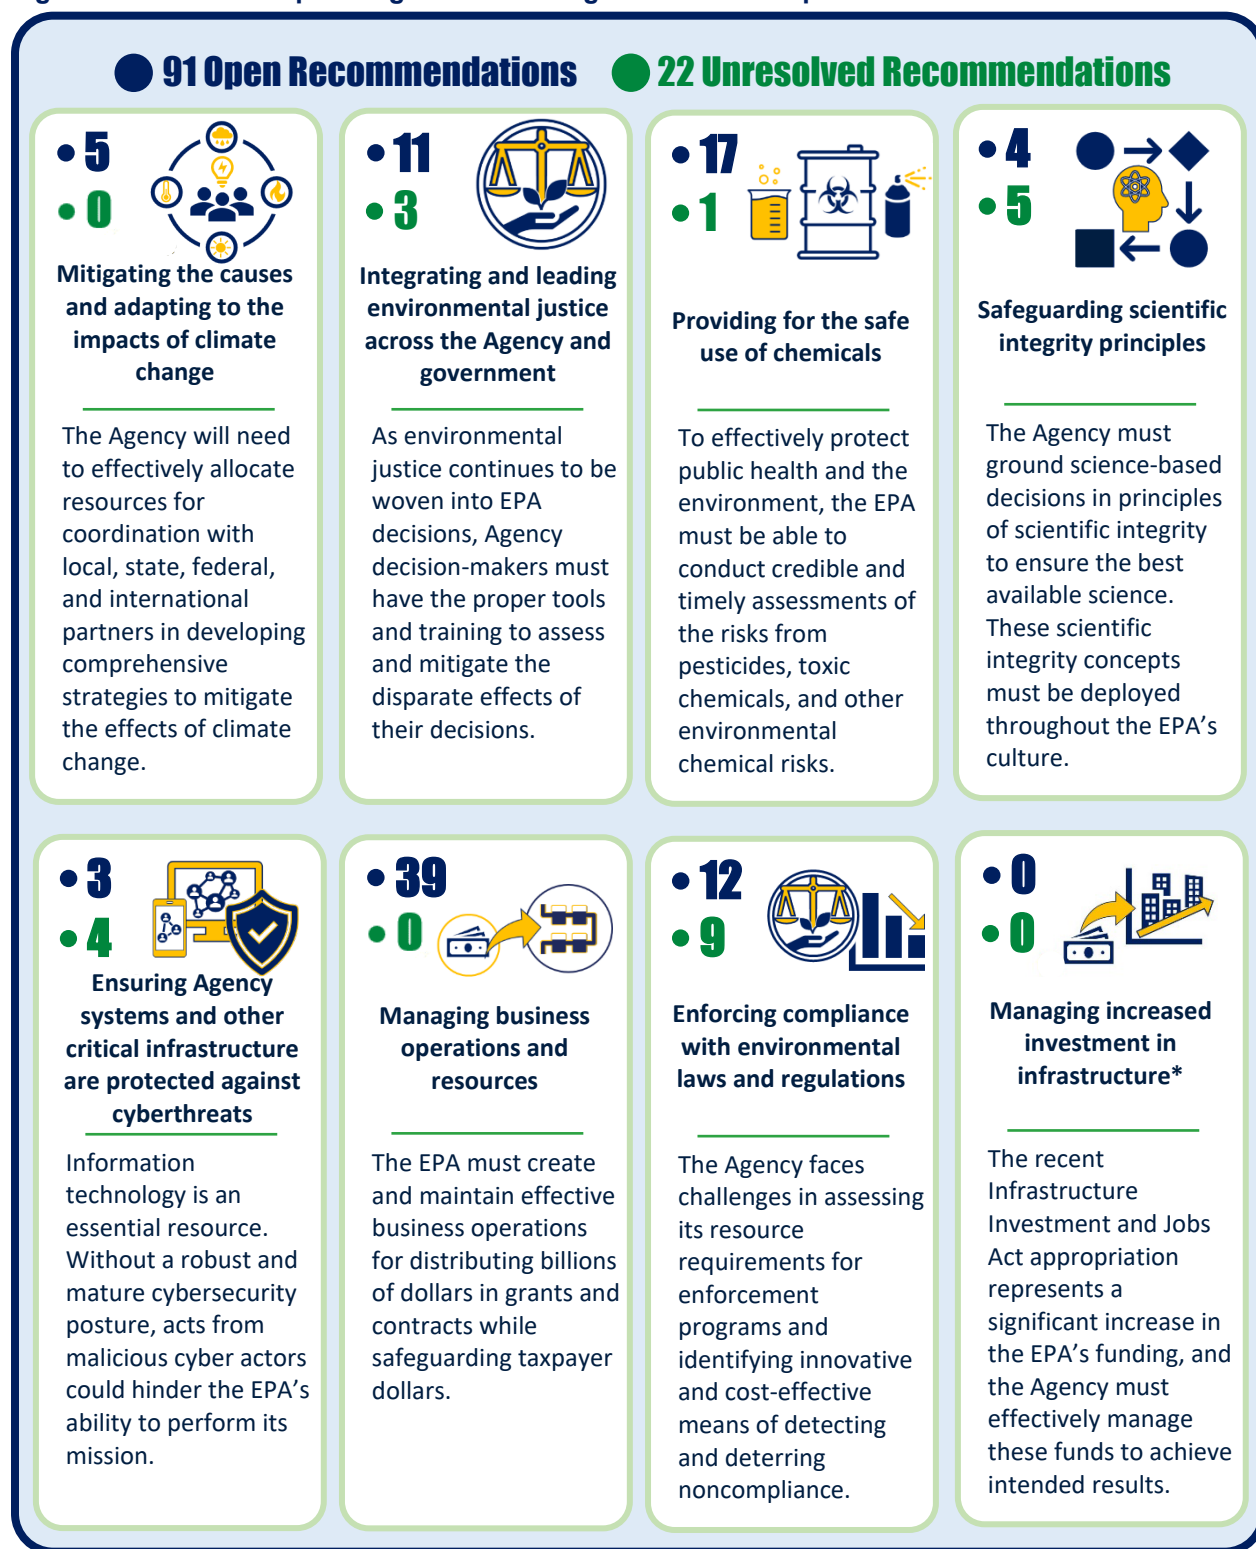 91 Open Recommendations
22 Unresolved Recommendations
5
0
Mitigating the causes
and adapting to the
impacts of climate
change
The Agency will need
to effectively allocate
resources for
coordination with
local, state, federal,
and international
partners in developing
comprehensive
strategies to mitigate
the effects of climate
change.
11
3
Integrating and leading
environmental justice
across the Agency and
government
As environmental
justice continues to be
woven into EPA
decisions, Agency
decision-makers must
have the proper tools
and training to assess
and mitigate the
disparate effects of
their decisions.
17
1
Providing for the safe
use of chemicals
To effectively protect
public health and the
environment, the EPA
must be able to
conduct credible and
timely assessments of
the risks from
pesticides, toxic
chemicals, and other
environmental
chemical risks.
4
5
Safeguarding scientific
integrity principles
The Agency must
ground science-based
decisions in principles
of scientific integrity
to ensure the best
available science.
These scientific
integrity concepts
must be deployed
throughout the EPA’s
culture.
3
4
Ensuring Agency
systems and other
critical infrastructure
are protected against
cyberthreats
Information
technology is an
essential resource.
Without a robust and
mature cybersecurity
posture, acts from
malicious cyber actors
could hinder the EPA’s
ability to perform its
mission.
39
0
Managing business
operations and
resources
The EPA must create
and maintain effective
business operations
for distributing billions
of dollars in grants and
contracts while
safeguarding taxpayer
dollars.
12
9
Enforcing compliance
with environmental
laws and regulations
The Agency faces
challenges in assessing
its resource
requirements for
enforcement
programs and
identifying innovative
and cost-effective
means of detecting
and deterring
noncompliance.
0
0
Managing increased
investment in
infrastructure*
The recent
Infrastructure
Investment and Jobs
Act appropriation
represents a
significant increase in
the EPA’s funding, and
the Agency must
effectively manage
these funds to achieve
intended results.